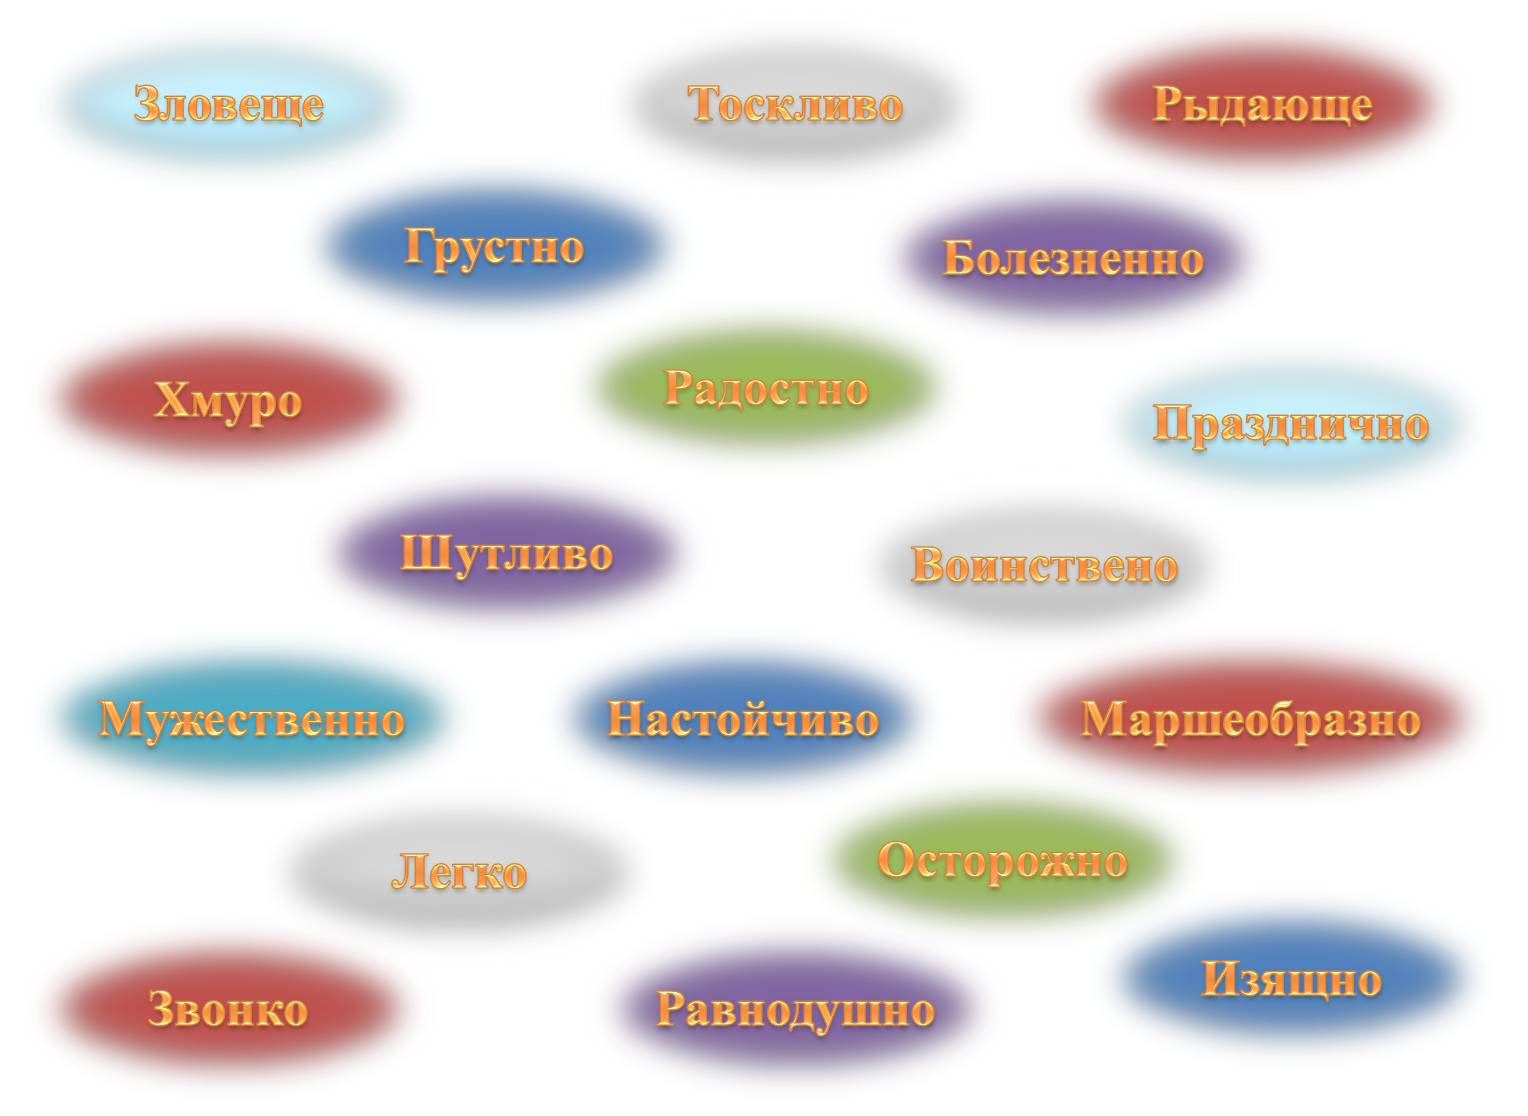 Зловеще
Тоскливо
Рыдающе
Грустно
Болезненно
Хмуро
Радостно
Празднично
Шутливо
Воинствено
Мужественно
Настойчиво
Маршеобразно
Легко
Осторожно
Звонко
Равнодушно
Изящно